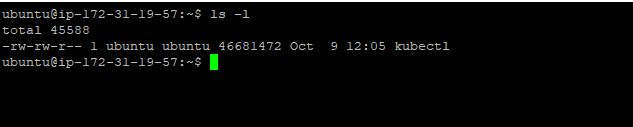 ubuntu@ip-172-31-19-57:~$ ls -l
total 45588
-rw-rw-r-- 1 ubuntu ubuntu 46681472 Oct  9 12:05 kubectl
ubuntu@ip-172-31-19-57:~$